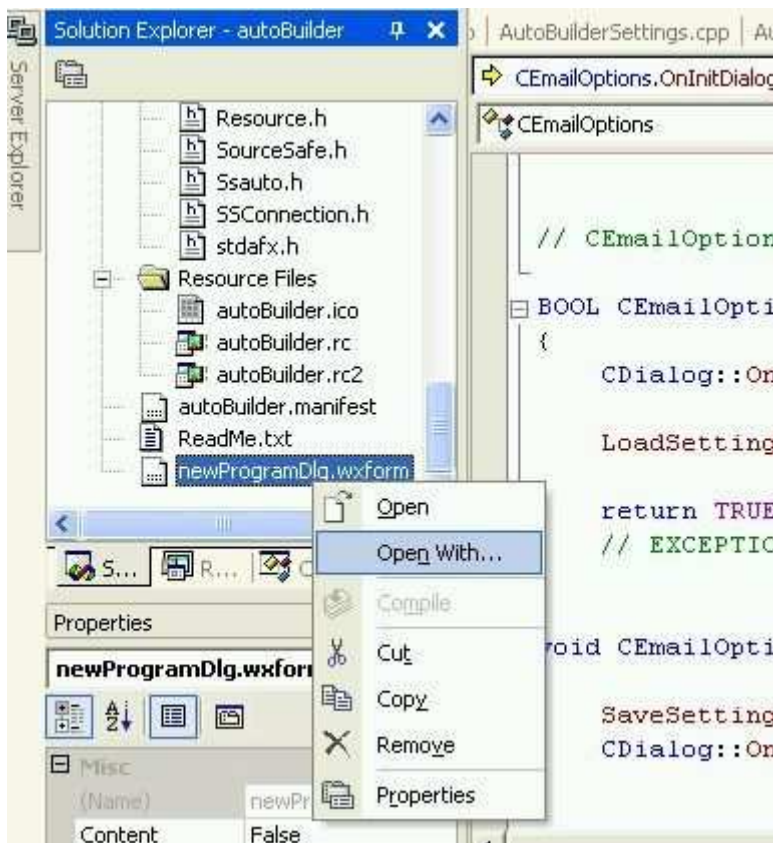 Solution Explorer - autoBuilder
AutoBuilderSettings.cpp
Server Explorer
CEmailOptions.OnInitDialog
CEmailOptions
Resource.h
SourceSafe.h
Ssauto.h
SSConnection.h
stdafx.h
Resource Files
autoBuilder.ico
autoBuilder.rc
autoBuilder.rc2
autoBuilder.manifest
ReadMe.txt
newProgramDlg.wxform
// CEmailOption
BOOL CEmailOpti
{
CDialog::On
LoadSetting
return TRUE
// EXCEPTIO
void CEmailOpti
SaveSetting
CDialog::On
Open
Open With...
Compile
Cut
Copy
Remove
Properties
S...
R...
C
Properties
newProgramDlg.wxform
Misc
(Name) newPr
Content False